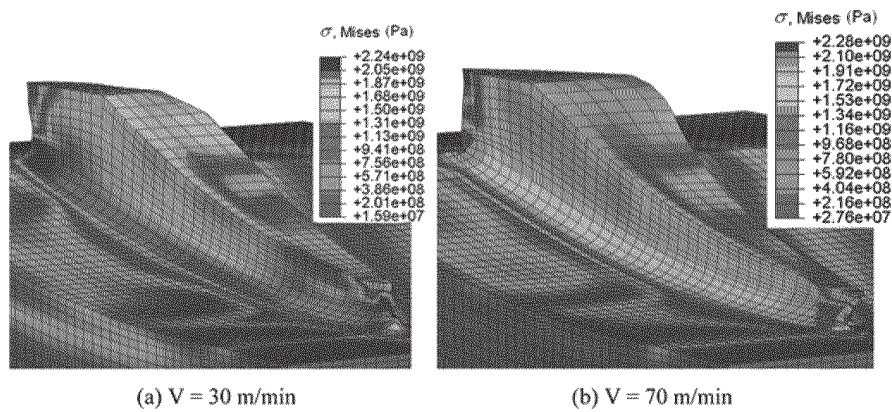 σ, Mises (Pa)
+2.24e+09
+2.05e+09
+1.87e+09
+1.68e+09
+1.50e+09
+1.31e+09
+1.13e+09
+9.41e+08
+7.56e+08
+5.71e+08
+3.86e+08
+2.01e+08
+1.59e+07
(a) V = 30 m/min
σ, Mises (Pa)
+2.28e+09
+2.10e+09
+1.91e+09
+1.72e+09
+1.53e+09
+1.34e+09
+1.16e+09
+9.68e+08
+7.80e+08
+5.92e+08
+4.04e+08
+2.16e+08
+2.76e+07
(b) V = 70 m/min